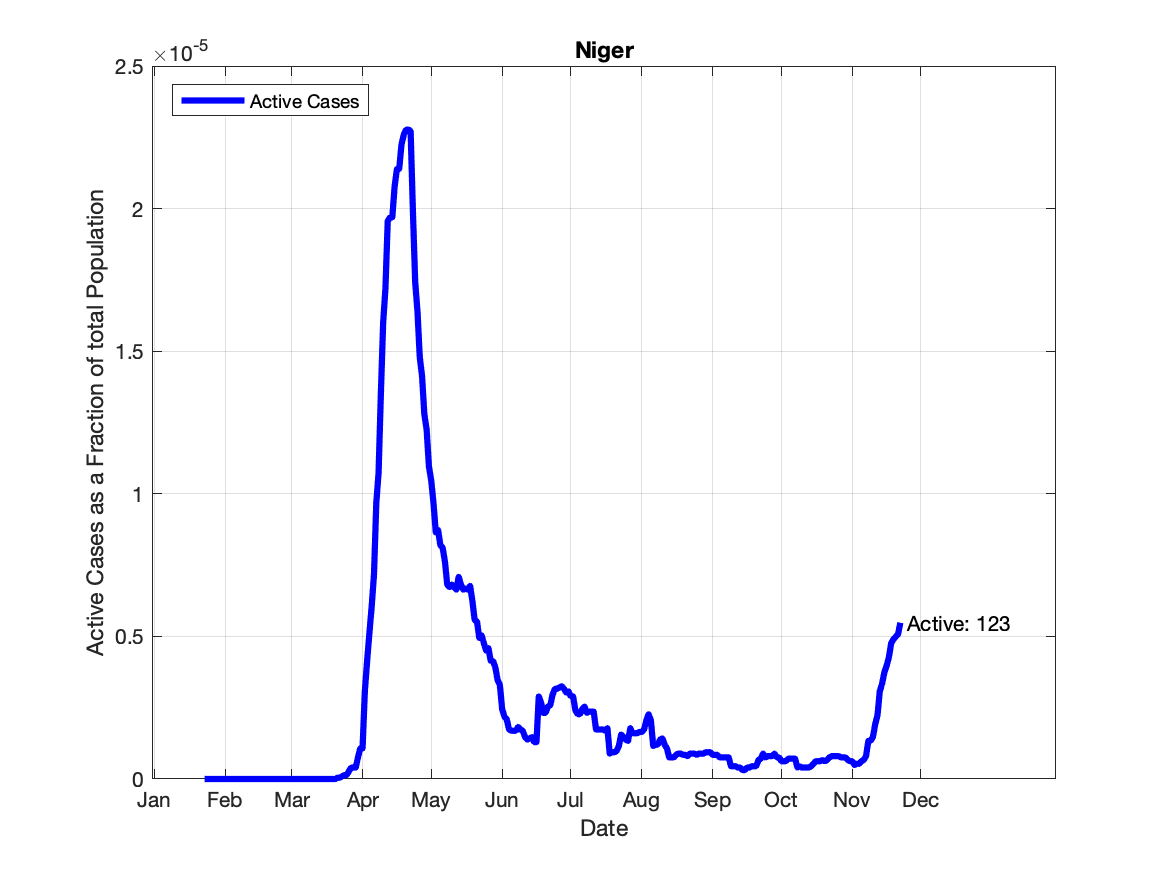 Niger
×10-5
2.5
2
1.5
1
0.5
0
Active Cases as a Fraction of total Population
Active Cases
Active: 123
Jan Feb Mar Apr May Jun Jul Aug Sep Oct Nov Dec
Date